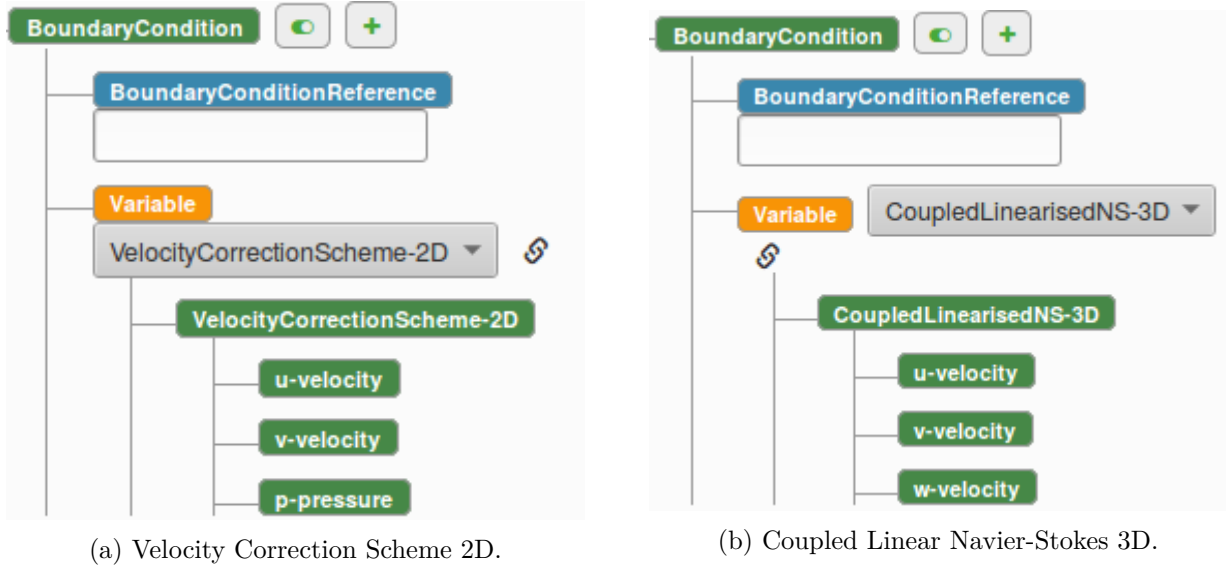 BoundaryCondition
BoundaryConditionReference
Variable
VelocityCorrectionScheme-2D
VelocityCorrectionScheme-2D
u-velocity
v-velocity
p-pressure
(a) Velocity Correction Scheme 2D.
BoundaryCondition
BoundaryConditionReference
Variable CoupledLinearisedNS-3D
CoupledLinearisedNS-3D
u-velocity
v-velocity
w-velocity
(b) Coupled Linear Navier-Stokes 3D.